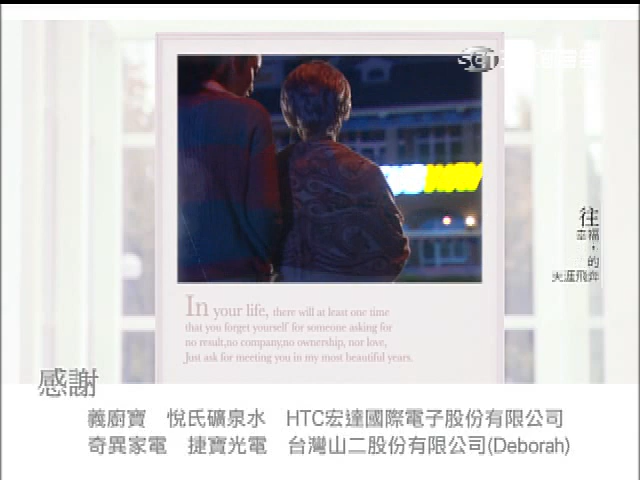 SET
往
幸福，
的
天涯飛奔
In your life, there will at least one time
that you forget yourself for someone asking for
no result,no company,no ownership, nor love,
Just ask for meeting you in my most beautiful years.
感謝
義廚寶 悅氏礦泉水 HTC宏達國際電子股份有限公司
奇異家電 捷寶光電 台灣山二股份有限公司(Deborah)